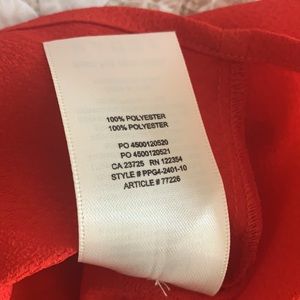 100% POLYESTER
100% POLYESTER
PO 4500120520
PO 4500120521
CA 23725 RN 122354
STYLE # PPG4-2401-10
ARTICLE # 77226